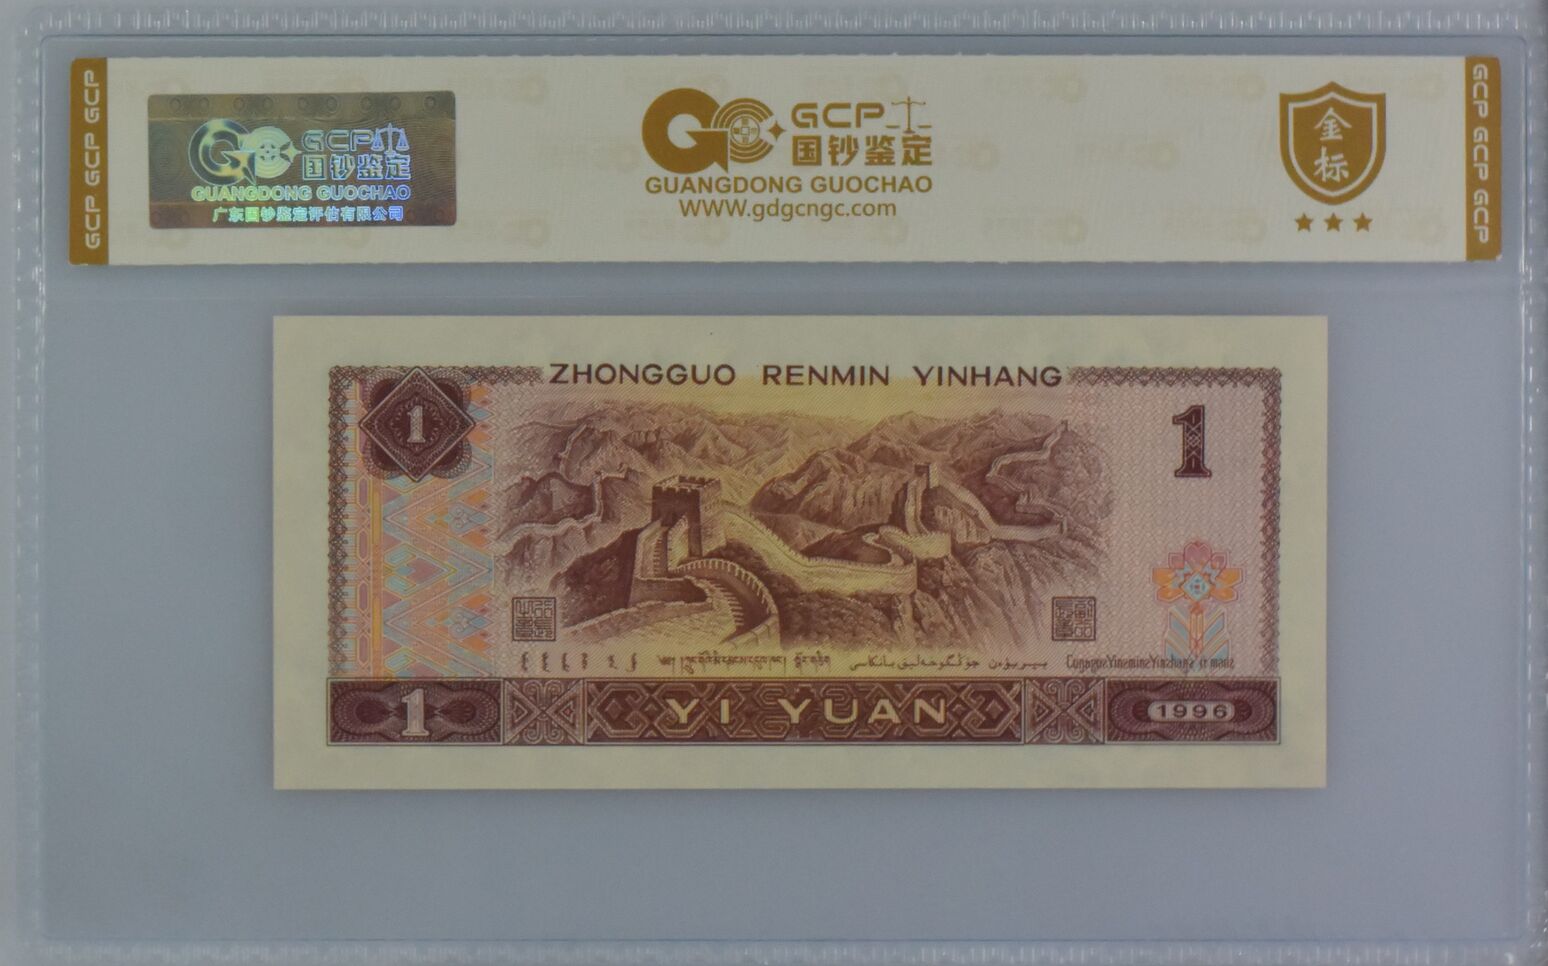 GCP GCP GCP
GCP
国钞鉴定
GUANGDONG GUOCHAO
广东国钞鉴定评估有限公司
GCP
国钞鉴定
GUANGDONG GUOCHAO
WWW.gdgcngc.com
金
标
GCP GCP GCP
ZHONGGUO RENMIN YINHANG
1
1
1
YI YUAN
1996